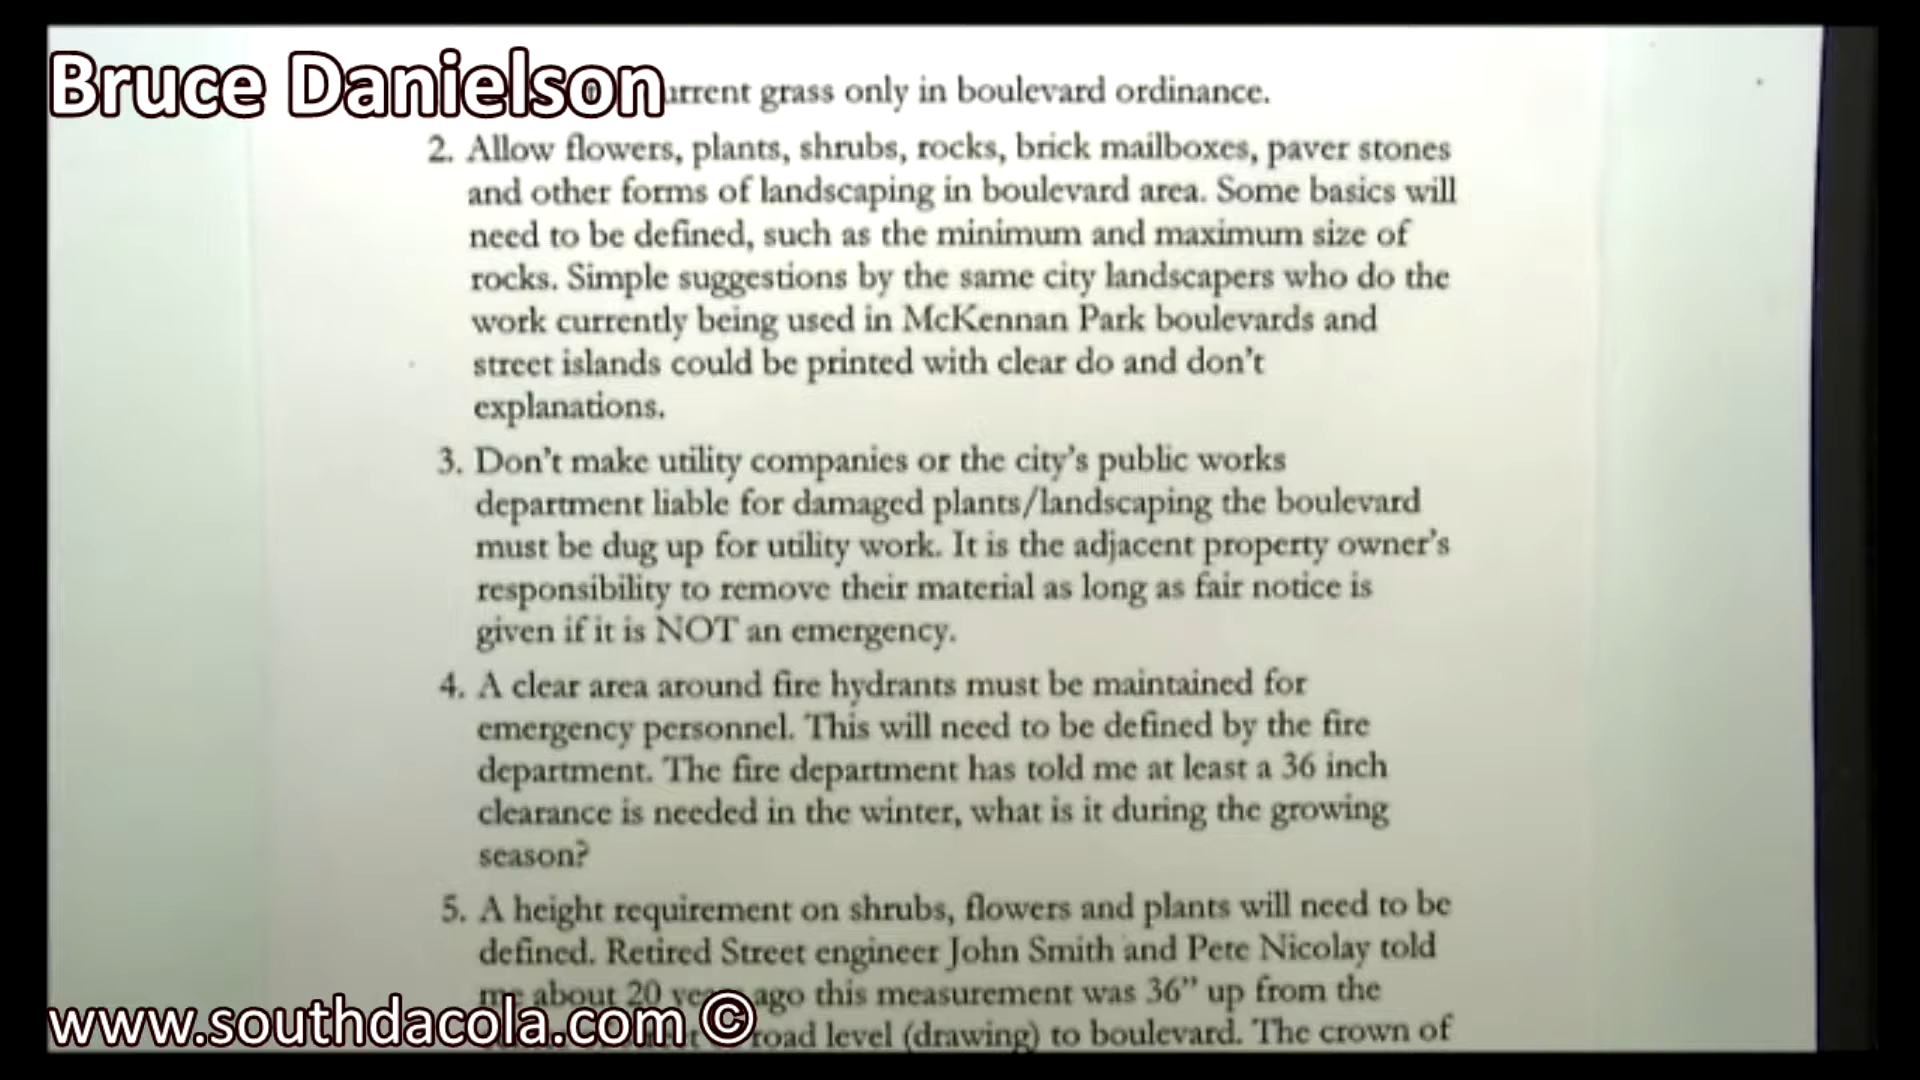 Bruce Danielson
grass only in boulevard ordinance.
2. Allow flowers, plants, shrubs, rocks, brick mailboxes, paver stones
and other forms of landscaping in boulevard area. Some basics will
need to be defined, such as the minimum and maximum size of
rocks. Simple suggestions by the same city landscapers who do the
work currently being used in McKennan Park boulevards and
street islands could be printed with clear do and don't
explanations.
3. Don't make utility companies or the city's public works
department liable for damaged plants/landscaping the boulevard
must be dug up for utility work. It is the adjacent property owner's
responsibility to remove their material as long as fair notice is
given if it is NOT an emergency.
4. A clear area around fire hydrants must be maintained for
emergency personnel. This will need to be defined by the fire
department. The fire department has told me at least a 36 inch
clearance is needed in the winter, what is it during the growing
season?
5. A height requirement on shrubs, flowers and plants will need to be
defined. Retired Street engineer John Smith and Pete Nicolay told
me about 20 years ago this measurement was 36" up from the
road level (drawing) to boulevard. The crown of
www.southdacola.com ©